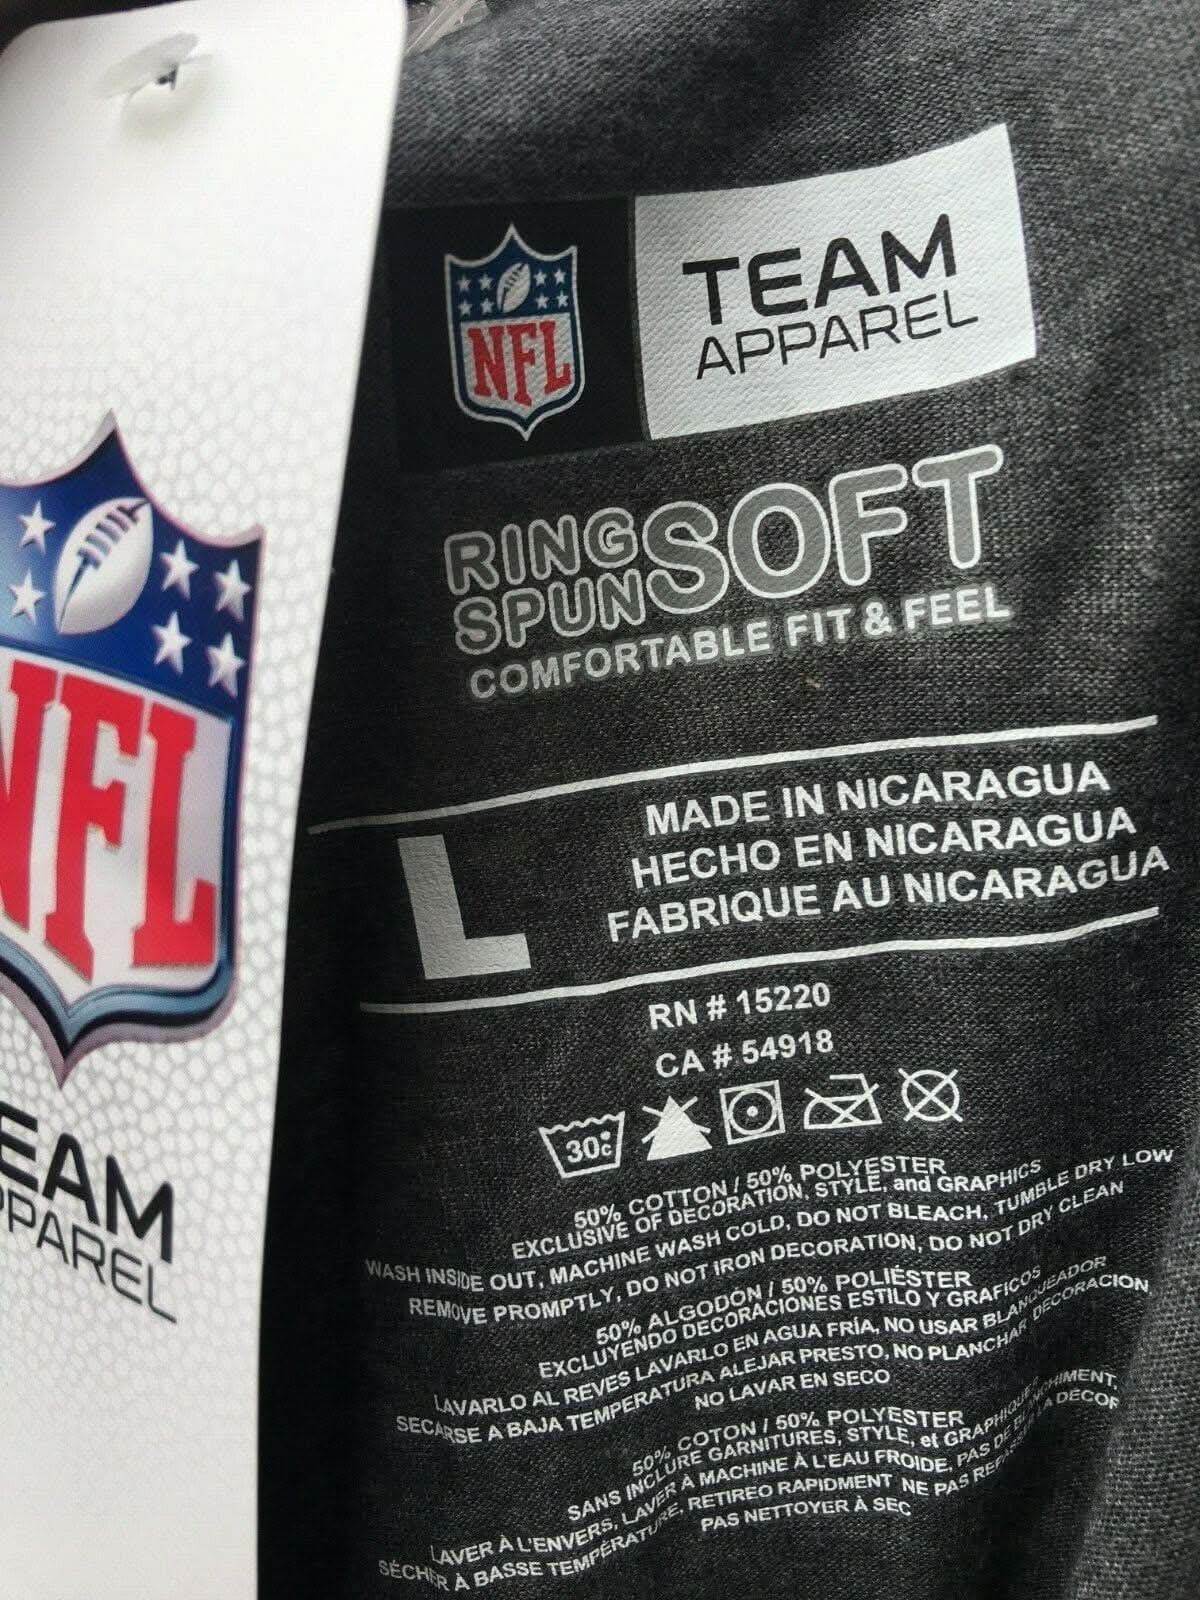 NFL
TEAM
APPAREL
NFL
TEAM
APPAREL
RING
SPUN
SOFT
COMFORTABLE FIT & FEEL
L
MADE IN NICARAGUA
HECHO EN NICARAGUA
FABRIQUE AU NICARAGUA
RN # 15220
CA # 54918
30c
50% COTTON / 50% POLYESTER
EXCLUSIVE OF DECORATION, STYLE, and GRAPHICS
WASH INSIDE OUT, MACHINE WASH COLD, DO NOT BLEACH, TUMBLE DRY LOW
REMOVE PROMPTLY, DO NOT IRON DECORATION, DO NOT DRY CLEAN
50% ALGODÓN / 50% POLIÉSTER
EXCLUYENDO DECORACIONES ESTILO Y GRAFICOS
LAVARLO AL REVES LAVARLO EN AGUA FRÍA, NO USAR BLANQUEADOR
SECARSE A BAJA TEMPERATURA ALEJAR PRESTO, NO PLANCHAR DECORACION,
NO LAVAR EN SECO
50% COTON / 50% POLYESTER
SANS INCLURE GARNITURES, STYLE, et
LAVER À L'ENVERS, LAVER A MACHINE À L'EAU FROIDE, PAS DE
SÉCHER À BASSE TEMPÉRATURE, RETIREO RAPIDMENT NE PAS LA DÉCOR
PAS NETTOYER À SEC